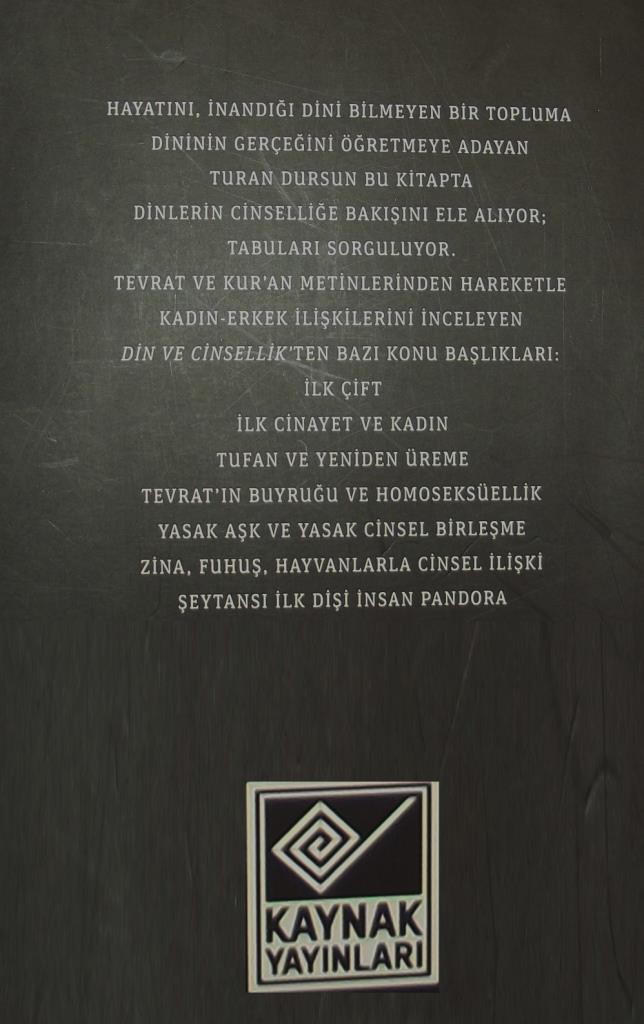 HAYATINI, İNANDIĞI DİNİ BİLMEYEN BİR TOPLUMA
DİNİNİN GERÇEĞİNİ ÖĞRETMEYE ADAYAN
TURAN DURSUN BU KİTAPTA
DİNLERİN CİNSELLİĞE BAKIŞINI ELE ALIYOR;
TABULARI SORGULUYOR.
TEVRAT VE KUR'AN METİNLERİNDEN HAREKETLE
KADIN-ERKEK İLİŞKİLERİNİ İNCELEYEN
DİN VE CİNSELLİK'TEN BAZI KONU BAŞLIKLARI:
İLK ÇİFT
İLK CİNAYET VE KADIN
TUFAN VE YENİDEN ÜREME
TEVRAT'IN BUYRUĞU VE HOMOSEKSÜELLİK
YASAK AŞK VE YASAK CİNSEL BİRLEŞME
ZİNA, FUHUŞ, HAYVANLARLA CİNSEL İLİŞKİ
ŞEYTANSI İLK DİŞİ İNSAN PANDORA
KAYNAK
YAYINLARI